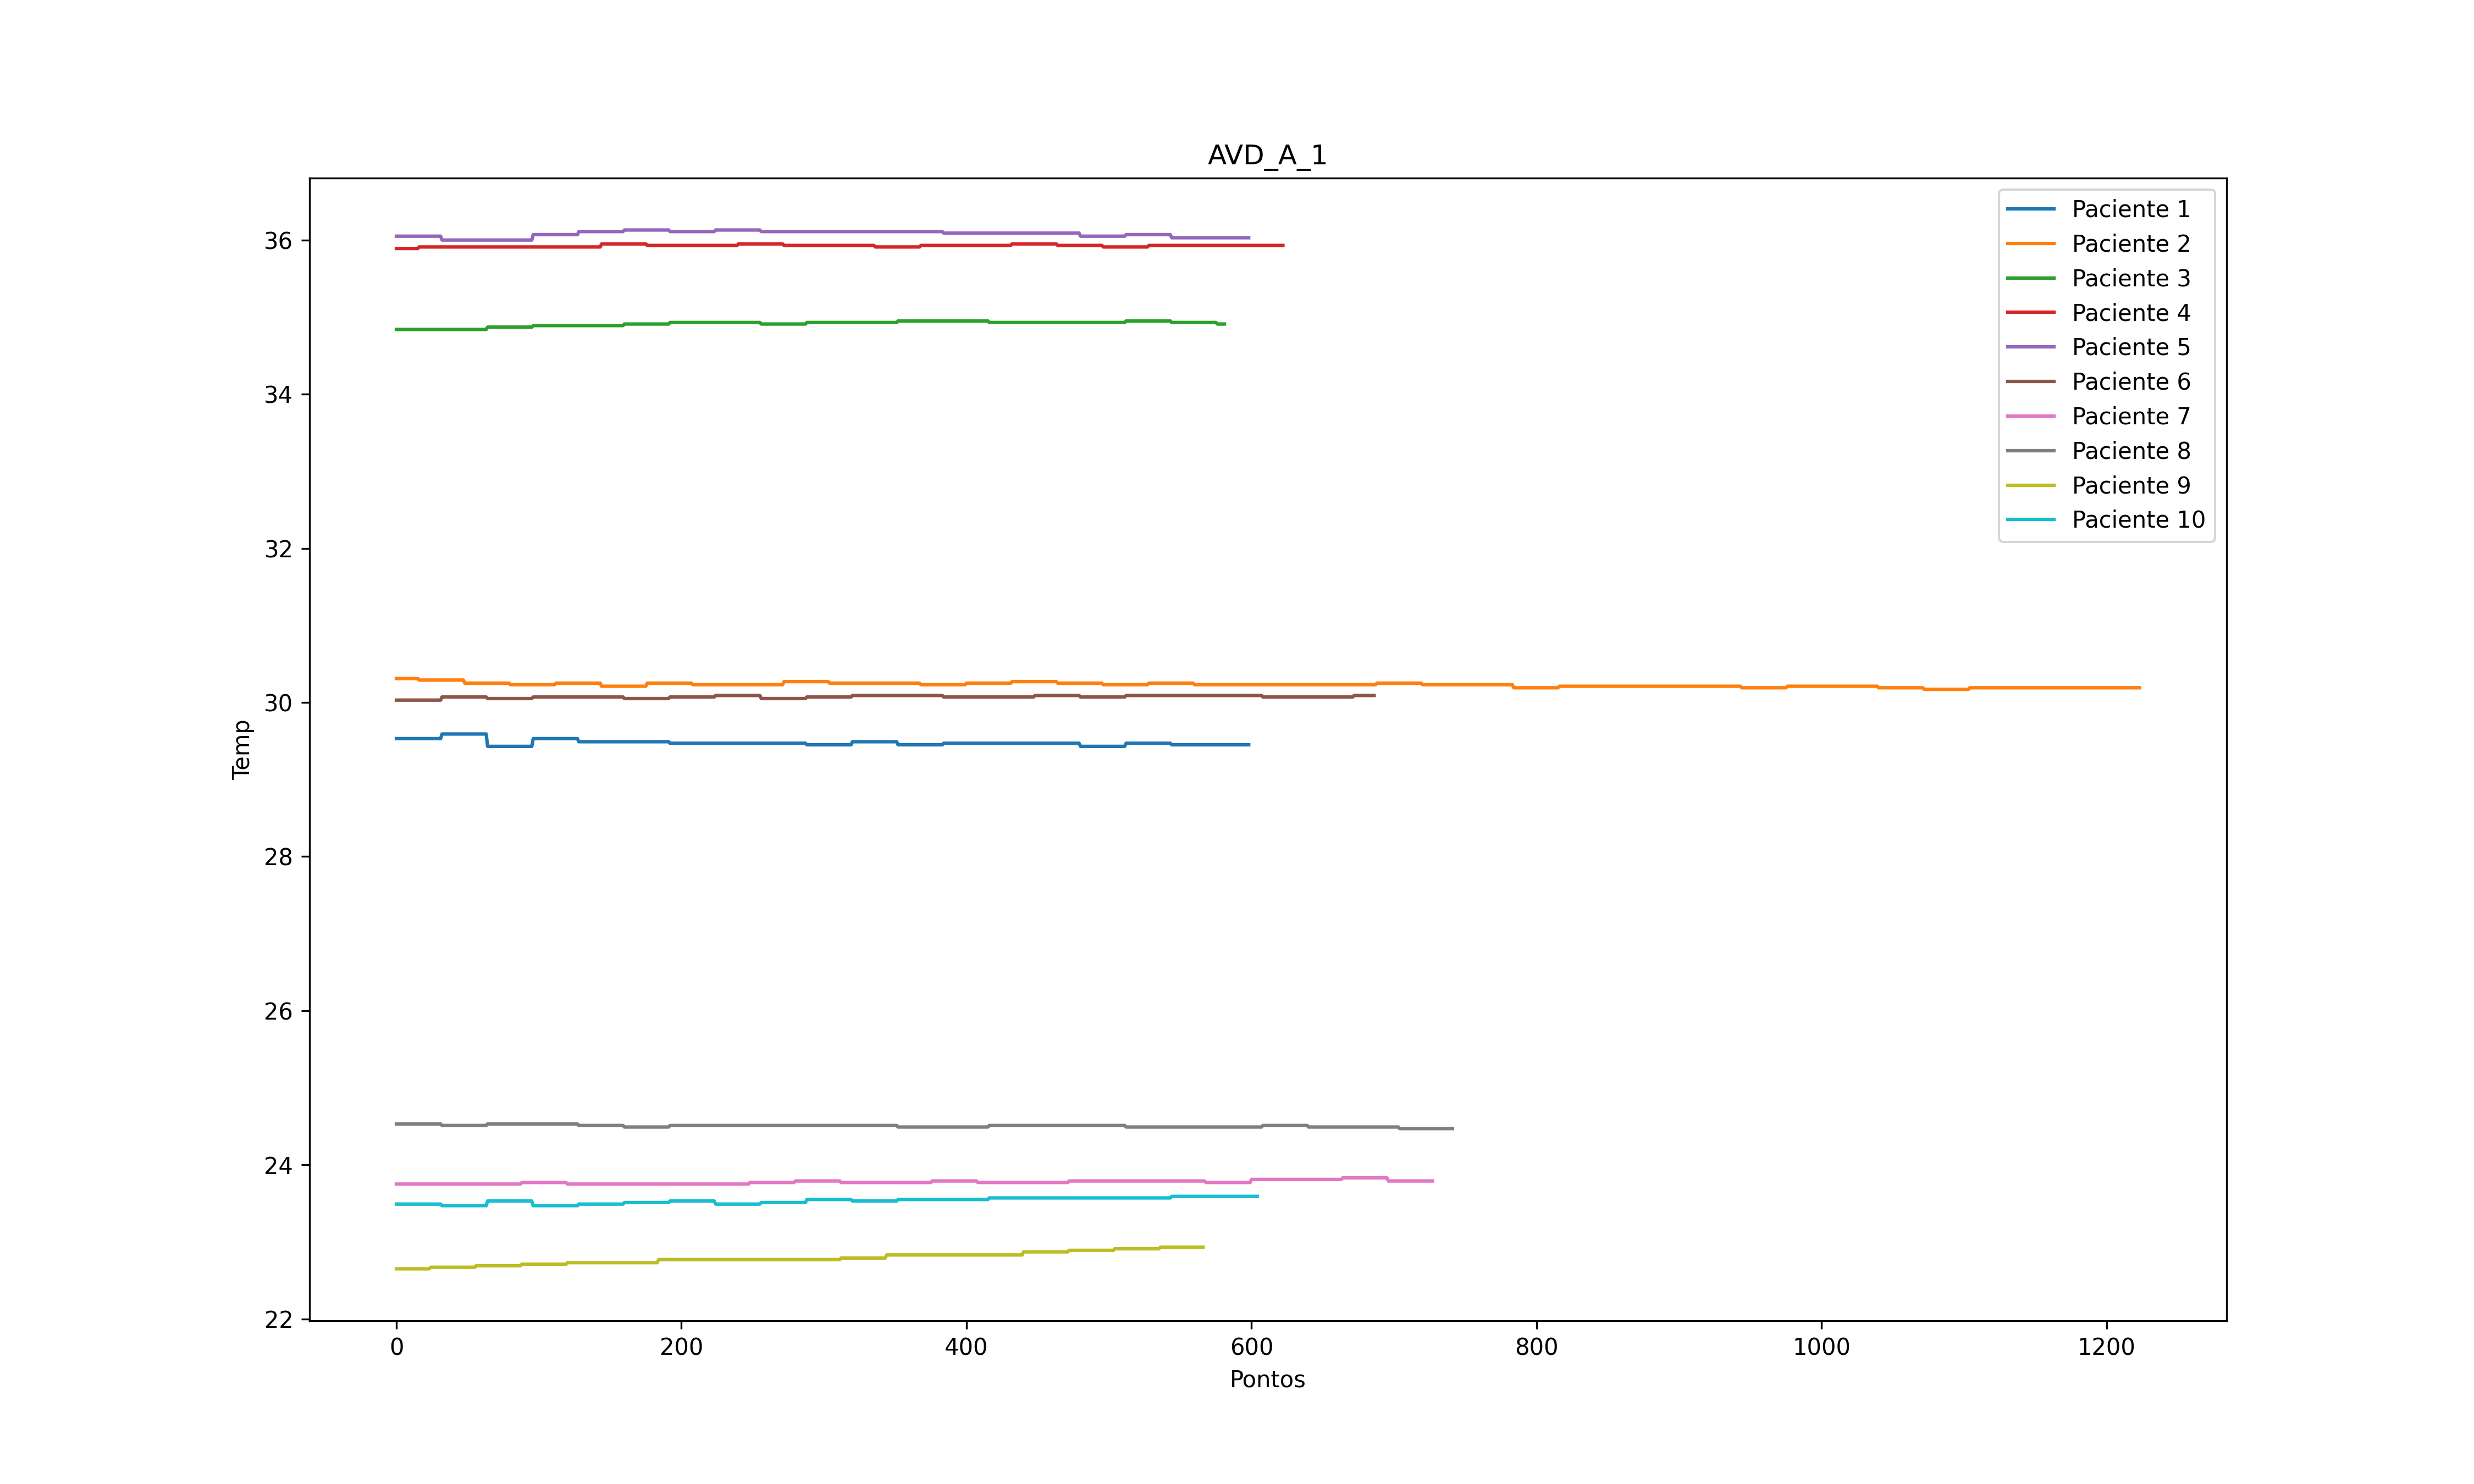 AVD_A_1
36
34
32
30
28
26
24
22
Temp
0 200 400 600 800 1000 1200
Pontos
Paciente 1
Paciente 2
Paciente 3
Paciente 4
Paciente 5
Paciente 6
Paciente 7
Paciente 8
Paciente 9
Paciente 10